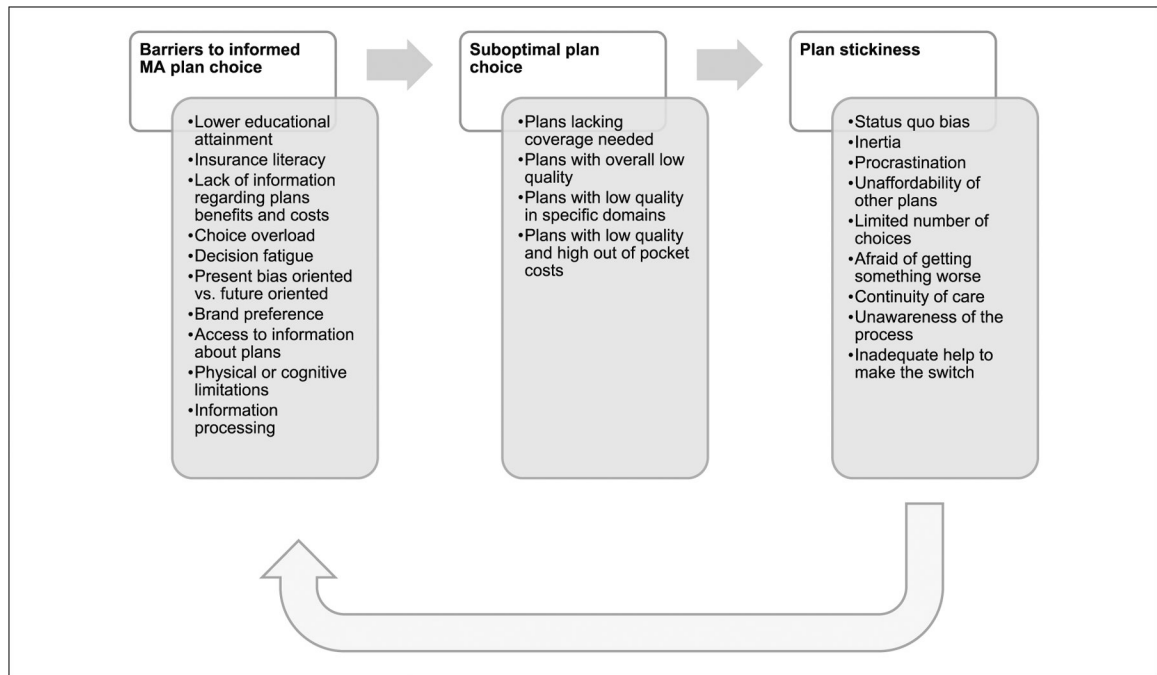 Barriers to informed
MA plan choice
•Lower educational
attainment
•Insurance literacy
•Lack of information
regarding plans
benefits and costs
•Choice overload
•Decision fatigue
•Present bias oriented
vs. future oriented
•Brand preference
•Access to information
about plans
•Physical or cognitive
limitations
•Information
processing
Suboptimal plan
choice
•Plans lacking
coverage needed
•Plans with overall low
quality
•Plans with low quality
in specific domains
•Plans with low quality
and high out of pocket
costs
Plan stickiness
•Status quo bias
•Inertia
•Procrastination
•Unaffordability of
other plans
•Limited number of
choices
•Afraid of getting
something worse
•Continuity of care
•Unawareness of the
process
•Inadequate help to
make the switch